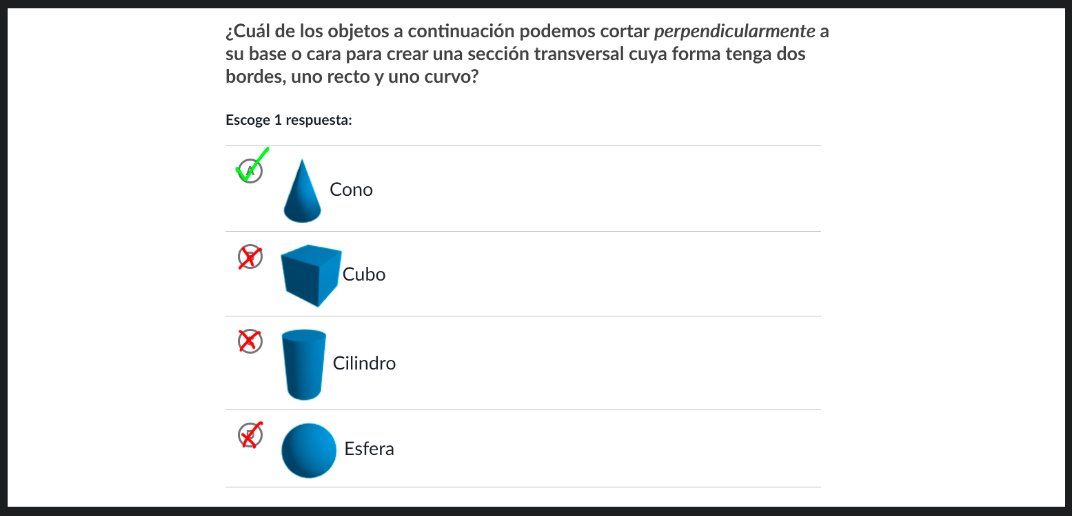 ¿Cuál de los objetos a continuación podemos cortar perpendicularmente a
su base o cara para crear una sección transversal cuya forma tenga dos
bordes, uno recto y uno curvo?
Escoge 1 respuesta:
Cono
Cubo
Cilindro
Esfera